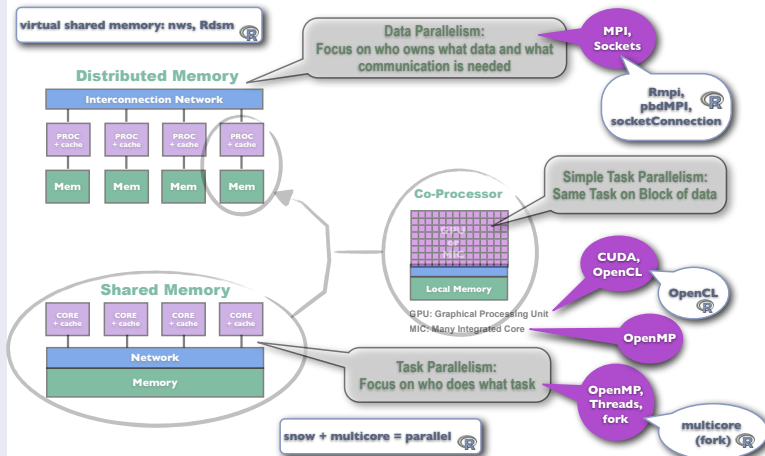 virtual shared memory: nws, Rdsm
R
Data Parallelism:
Focus on who owns what data and what
communication is needed
MPI,
Sockets
Rmpi,
pbdMPI,
socketConnection
R
Distributed Memory
Interconnection Network
PROC
+ cache
PROC
+ cache
PROC
+ cache
PROC
+ cache
Mem
Mem
Mem
Mem
Simple Task Parallelism:
Same Task on Block of data
Co-Processor
GPU
or
MIC
Local Memory
GPU: Graphical Processing Unit
MIC: Many Integrated Core
CUDA,
OpenCL
OpenCL
R
OpenMP
Shared Memory
CORE
+ cache
CORE
+ cache
CORE
+ cache
CORE
+ cache
Network
Memory
Task Parallelism:
Focus on who does what task
OpenMP,
Threads,
fork
multicore
(fork) R
snow + multicore = parallel
R